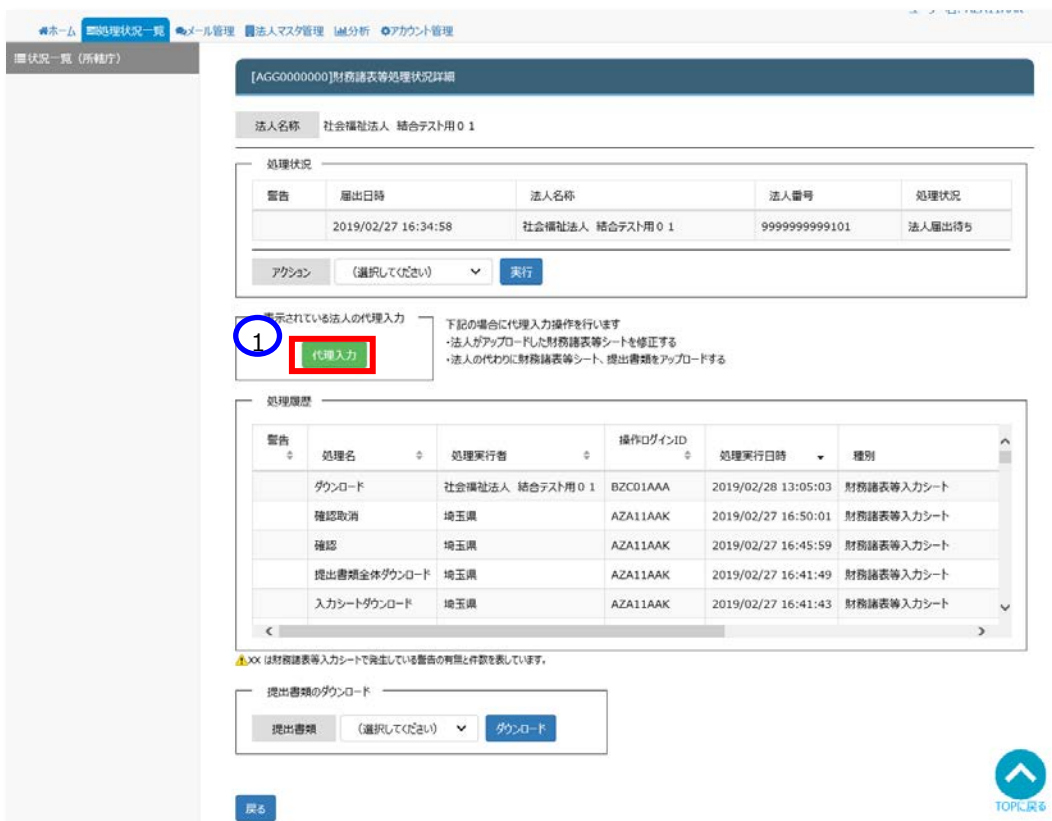 ホーム 処理状況一覧 メール管理 法人マスタ管理 分析 アカウント管理
状況一覧（所轄庁）
[AGG0000000]財務諸表等処理状況詳細
法人名称 社会福祉法人 結合テスト用０１
処理状況
警告 届出日時 法人名称 法人番号 処理状況
2019/02/27 16:34:58 社会福祉法人 結合テスト用０１ 9999999999101 法人届出待ち
アクション （選択してください） 実行
表示されている法人の代理入力
1
代理入力
下記の場合に代理入力操作を行います
・法人がアップロードした財務諸表等シートを修正する
・法人の代わりに財務諸表等シート、提出書類をアップロードする
処理履歴
警告 処理名 処理実行者 操作ログインID 処理実行日時 種別
ダウンロード 社会福祉法人 結合テスト用０１ BZC01AAA 2019/02/28 13:05:03 財務諸表等入力シート
確認取消 埼玉県 AZA11AAK 2019/02/27 16:50:01 財務諸表等入力シート
確認 埼玉県 AZA11AAK 2019/02/27 16:45:59 財務諸表等入力シート
提出書類全体ダウンロード 埼玉県 AZA11AAK 2019/02/27 16:41:49 財務諸表等入力シート
入力シートダウンロード 埼玉県 AZA11AAK 2019/02/27 16:41:43 財務諸表等入力シート
XX は財務諸表等入力シートで発生している警告の有無と件数を表しています。
提出書類のダウンロード
提出書類 （選択してください） ダウンロード
戻る
TOPに戻る